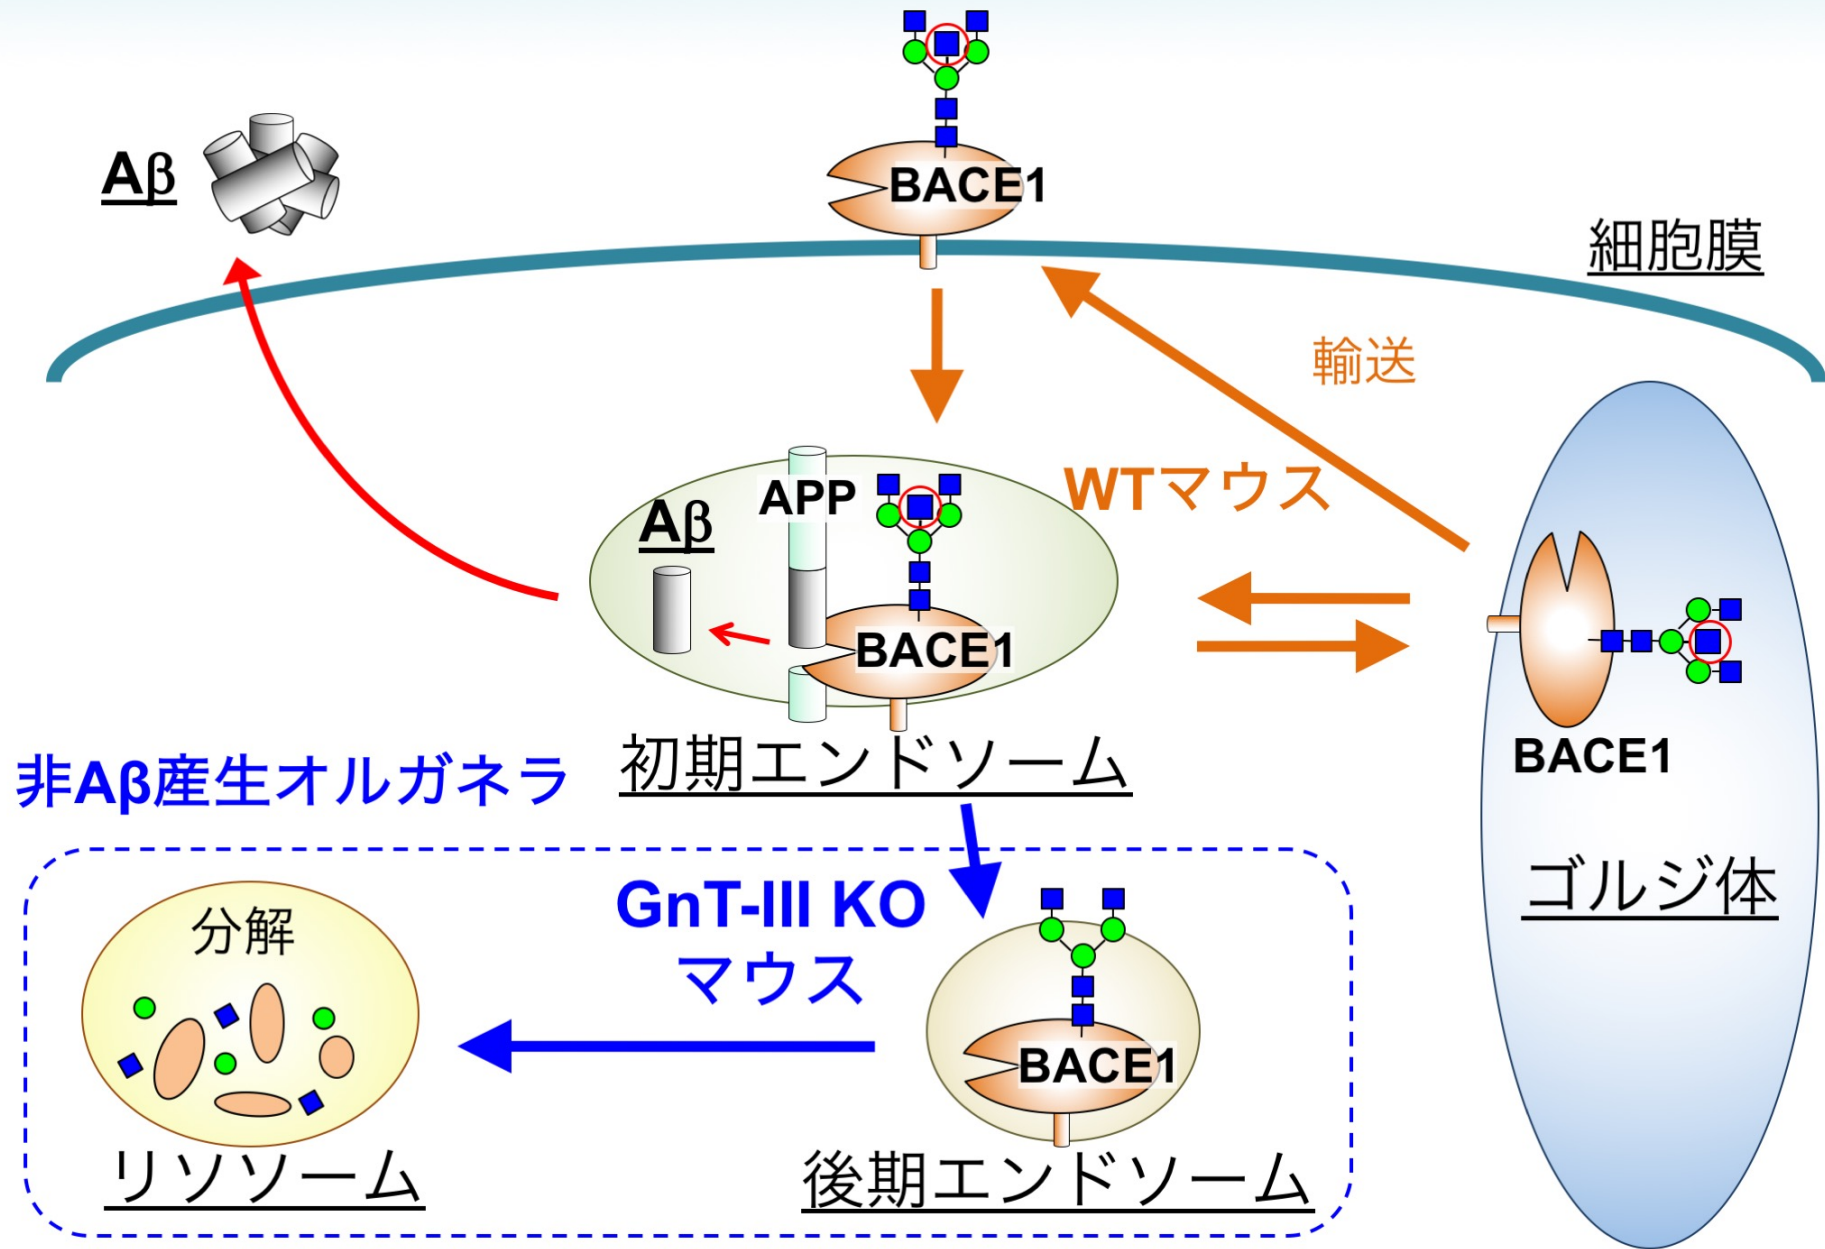 BACE1
Aβ
細胞膜
輸送
WTマウス
APP
Aβ
BACE1
初期エンドソーム
BACE1
ゴルジ体
非Aβ産生オルガネラ
GnT-III KO
マウス
分解
BACE1
リソソーム
後期エンドソーム